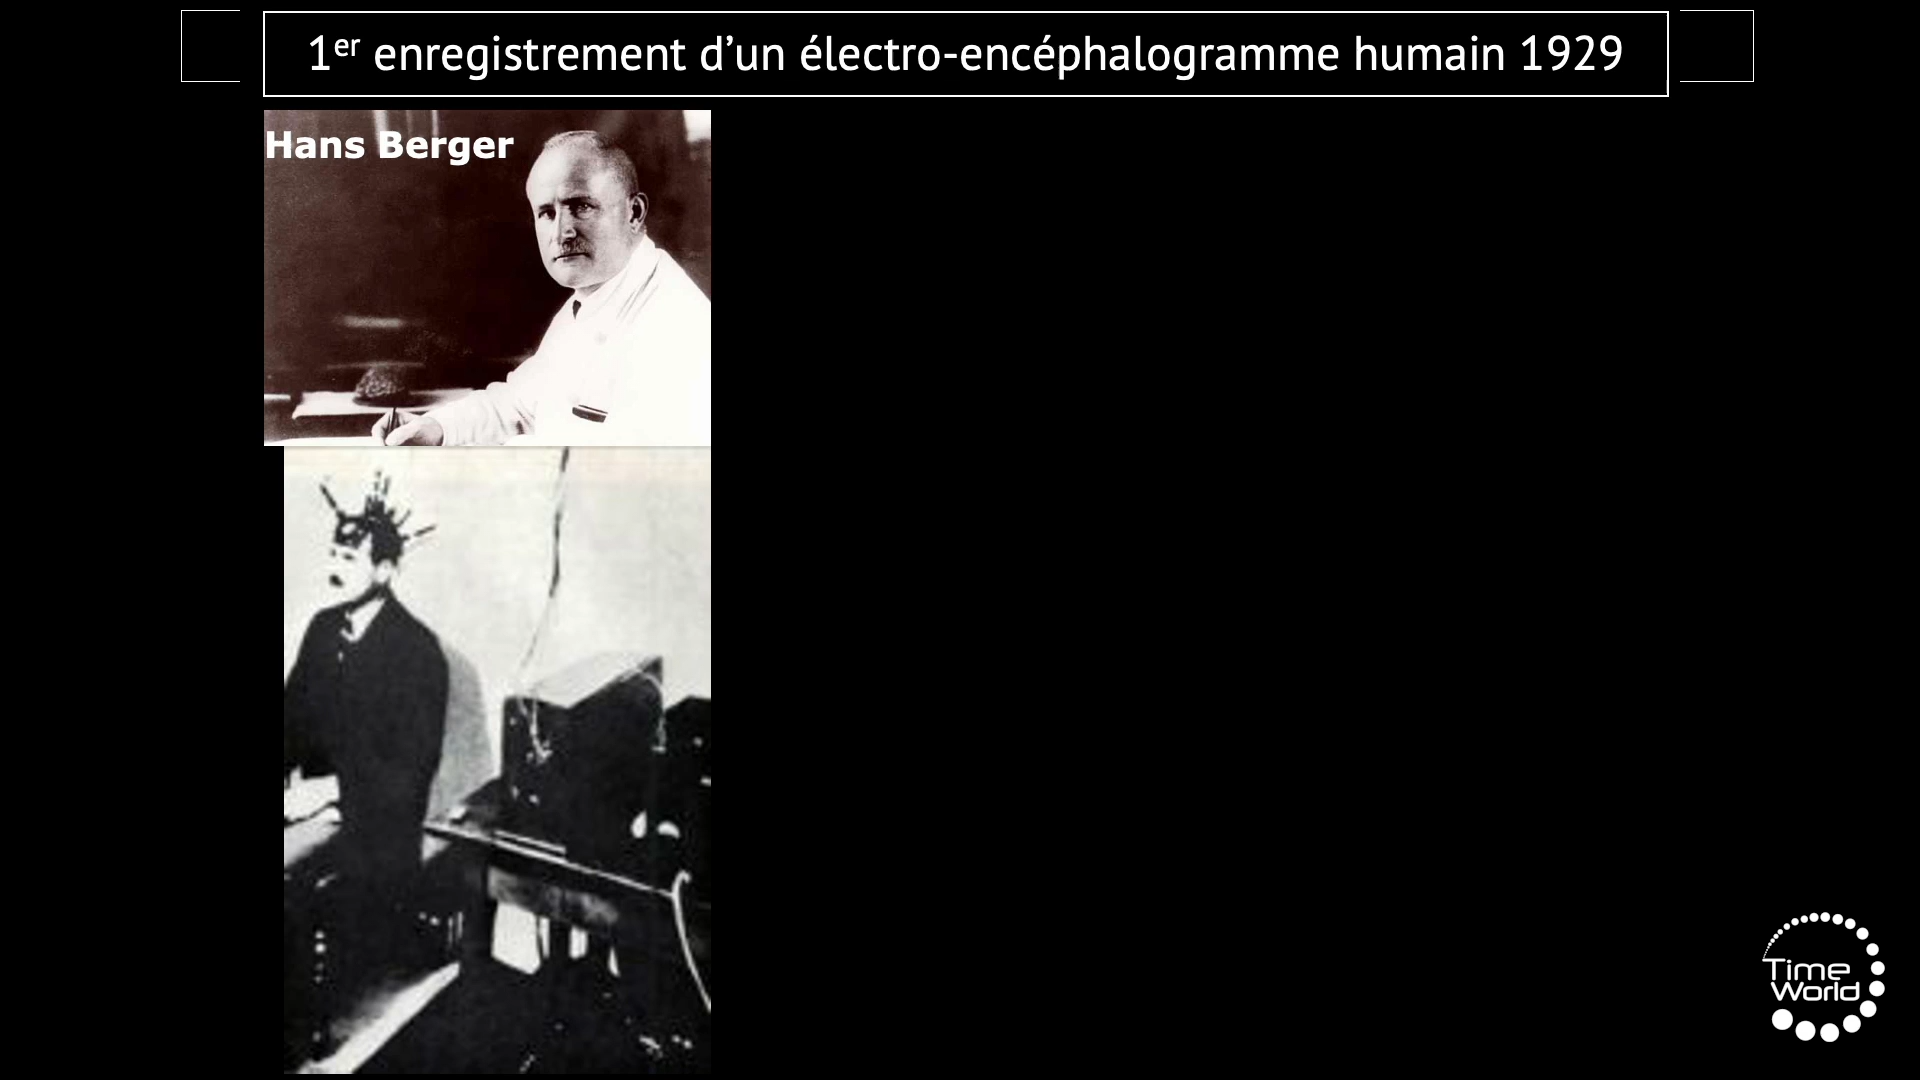 1er enregistrement d’un électro-encéphalogramme humain 1929
Hans Berger
Time
World